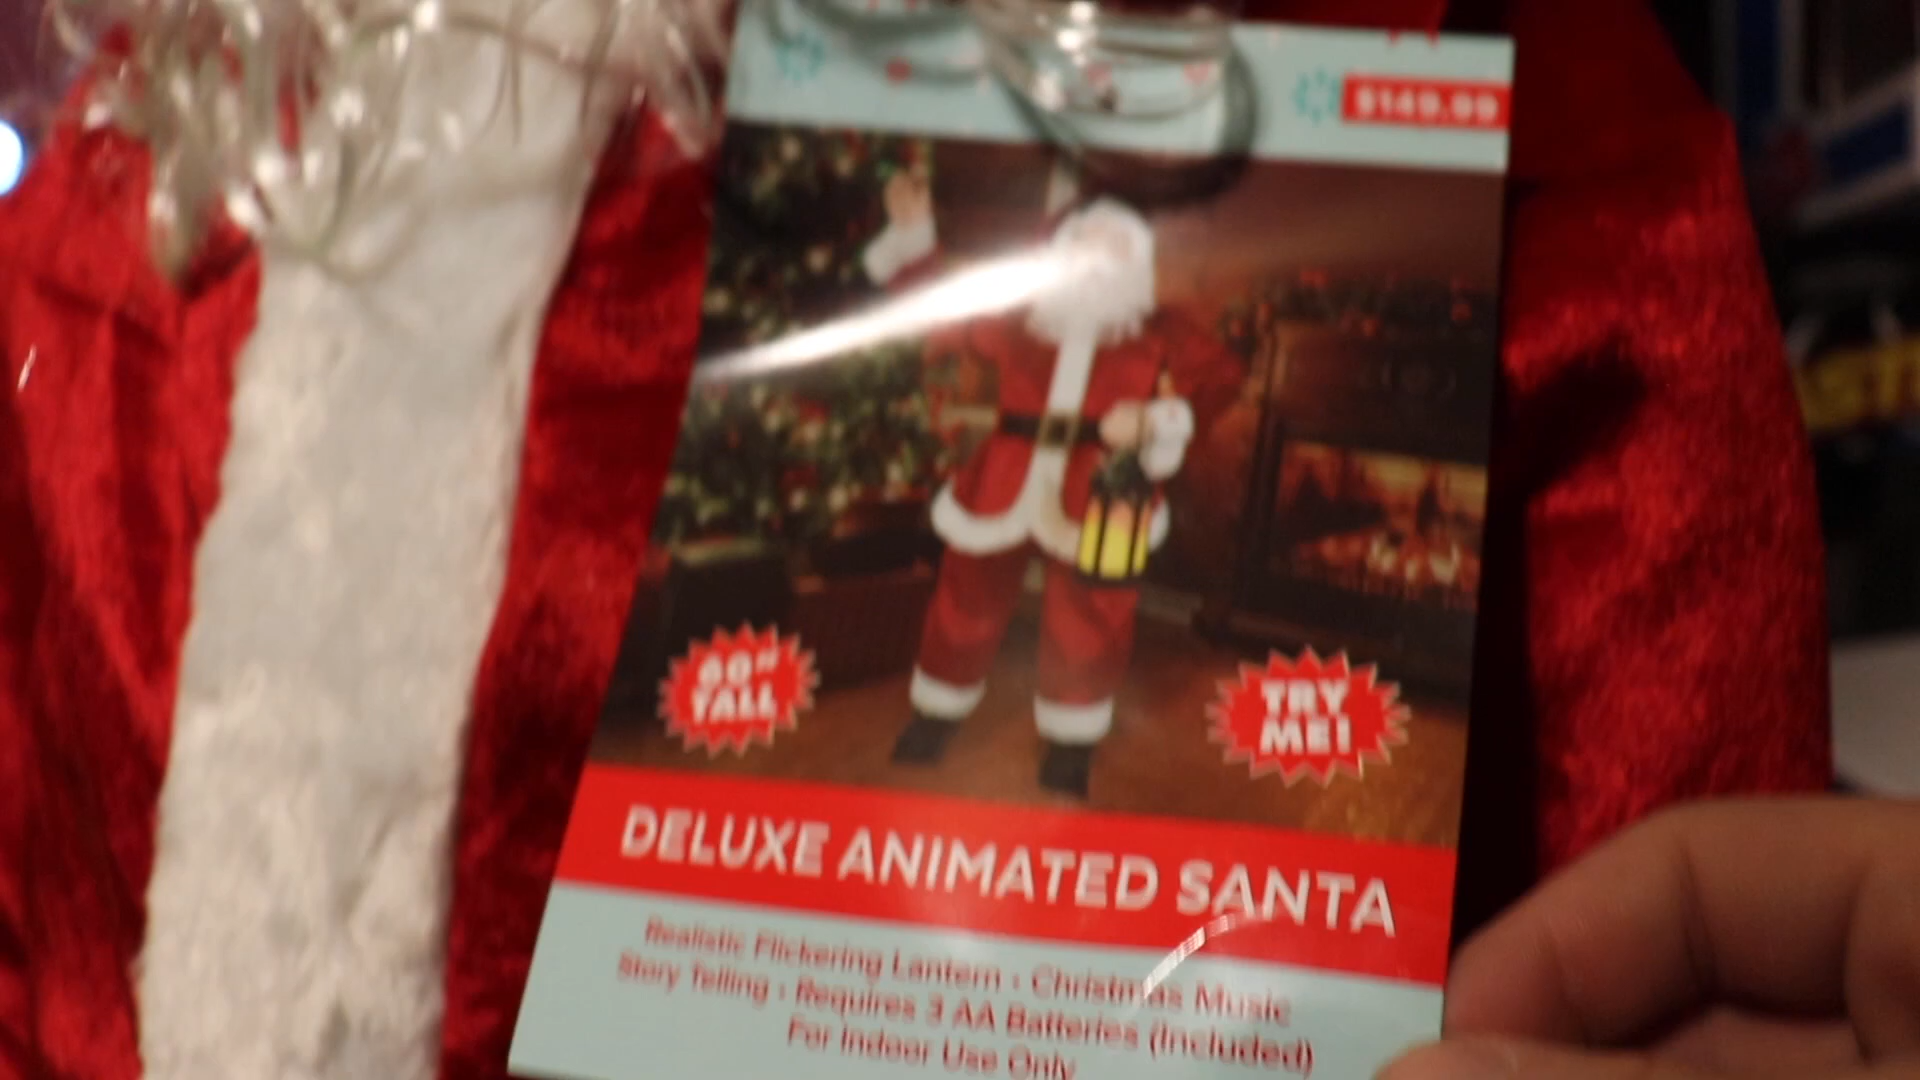 $149.99
60"
TALL
TRY
ME!
DELUXE ANIMATED SANTA
Realistic Flickering Lantern • Christmas Music
Story Telling • Requires 3 AA Batteries (Included)
For Indoor Use Only